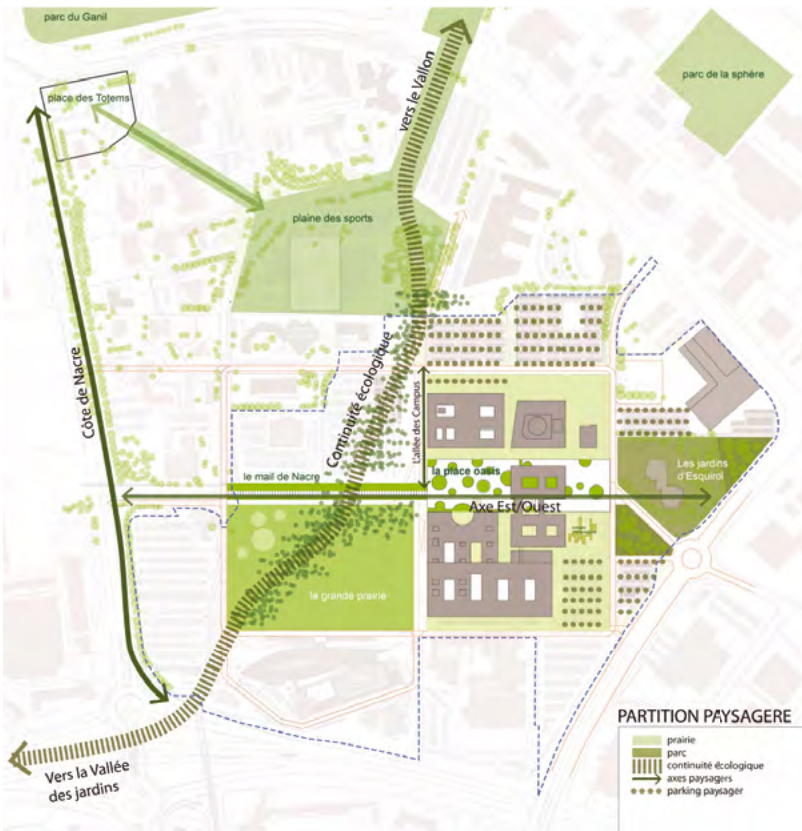 parc du Ganil
place des Totems
vers le Vallon
parc de la sphère
plaine des sports
Côte de Nacre
Continuité écologique
L'allée des Campus
le mail de Nacre
la place oasis
Les jardins
d'Esquirol
Axe Est/Ouest
la grande prairie
Vers la Vallée
des jardins
PARTITION PAYSAGERE
prairie
parc
continuité écologique
axes paysagers
parking paysager